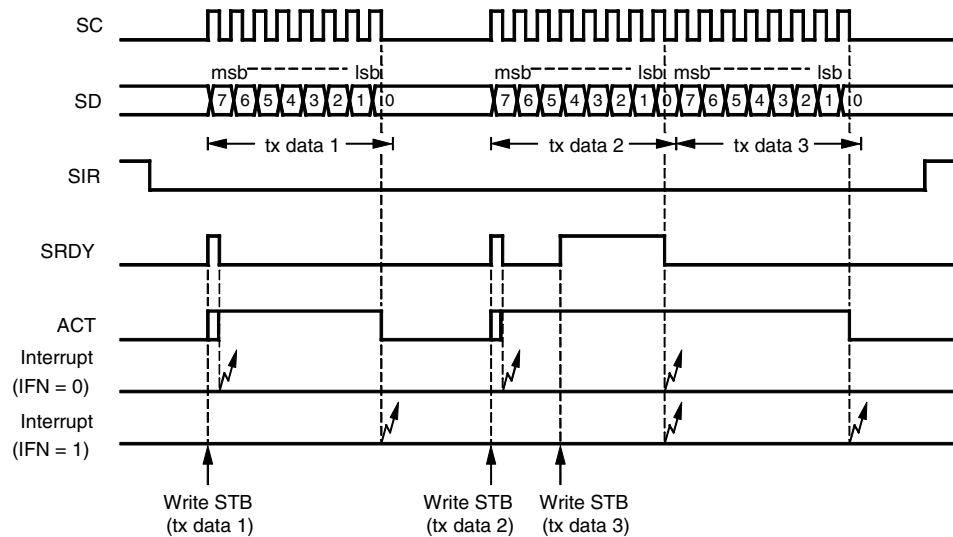 SC
msb lsb msb lsb msb lsb
SD 7 6 5 4 3 2 1 0 7 6 5 4 3 2 1 0 7 6 5 4 3 2 1 0
tx data 1 tx data 2 tx data 3
SIR
SRDY
ACT
Interrupt
(IFN = 0)
Interrupt
(IFN = 1)
Write STB
(tx data 1)
Write STB
(tx data 2)
Write STB
(tx data 3)